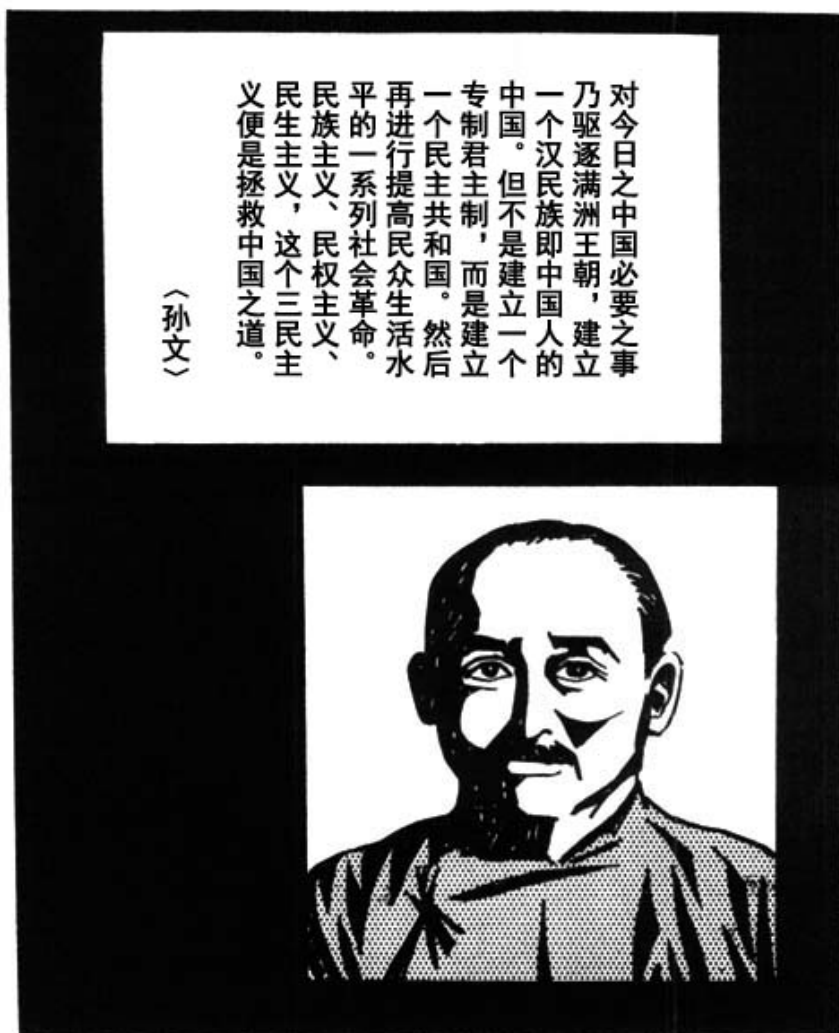 对今日之中国必要之事
乃驱逐满洲王朝，建立
一个汉民族即中国人的
中国。但不是建立一个
专制君主制，而是建立
一个民主共和国。然后
再进行提高民众生活水
平的一系列社会革命。
民族主义、民权主义、
民生主义，这个三民主
义便是拯救中国之道。
〈孙文〉